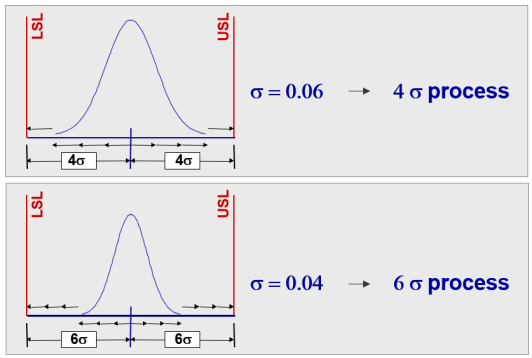 LSL
USL
σ = 0.06 → 4 σ process
4σ 4σ
LSL
USL
σ = 0.04 → 6 σ process
6σ 6σ